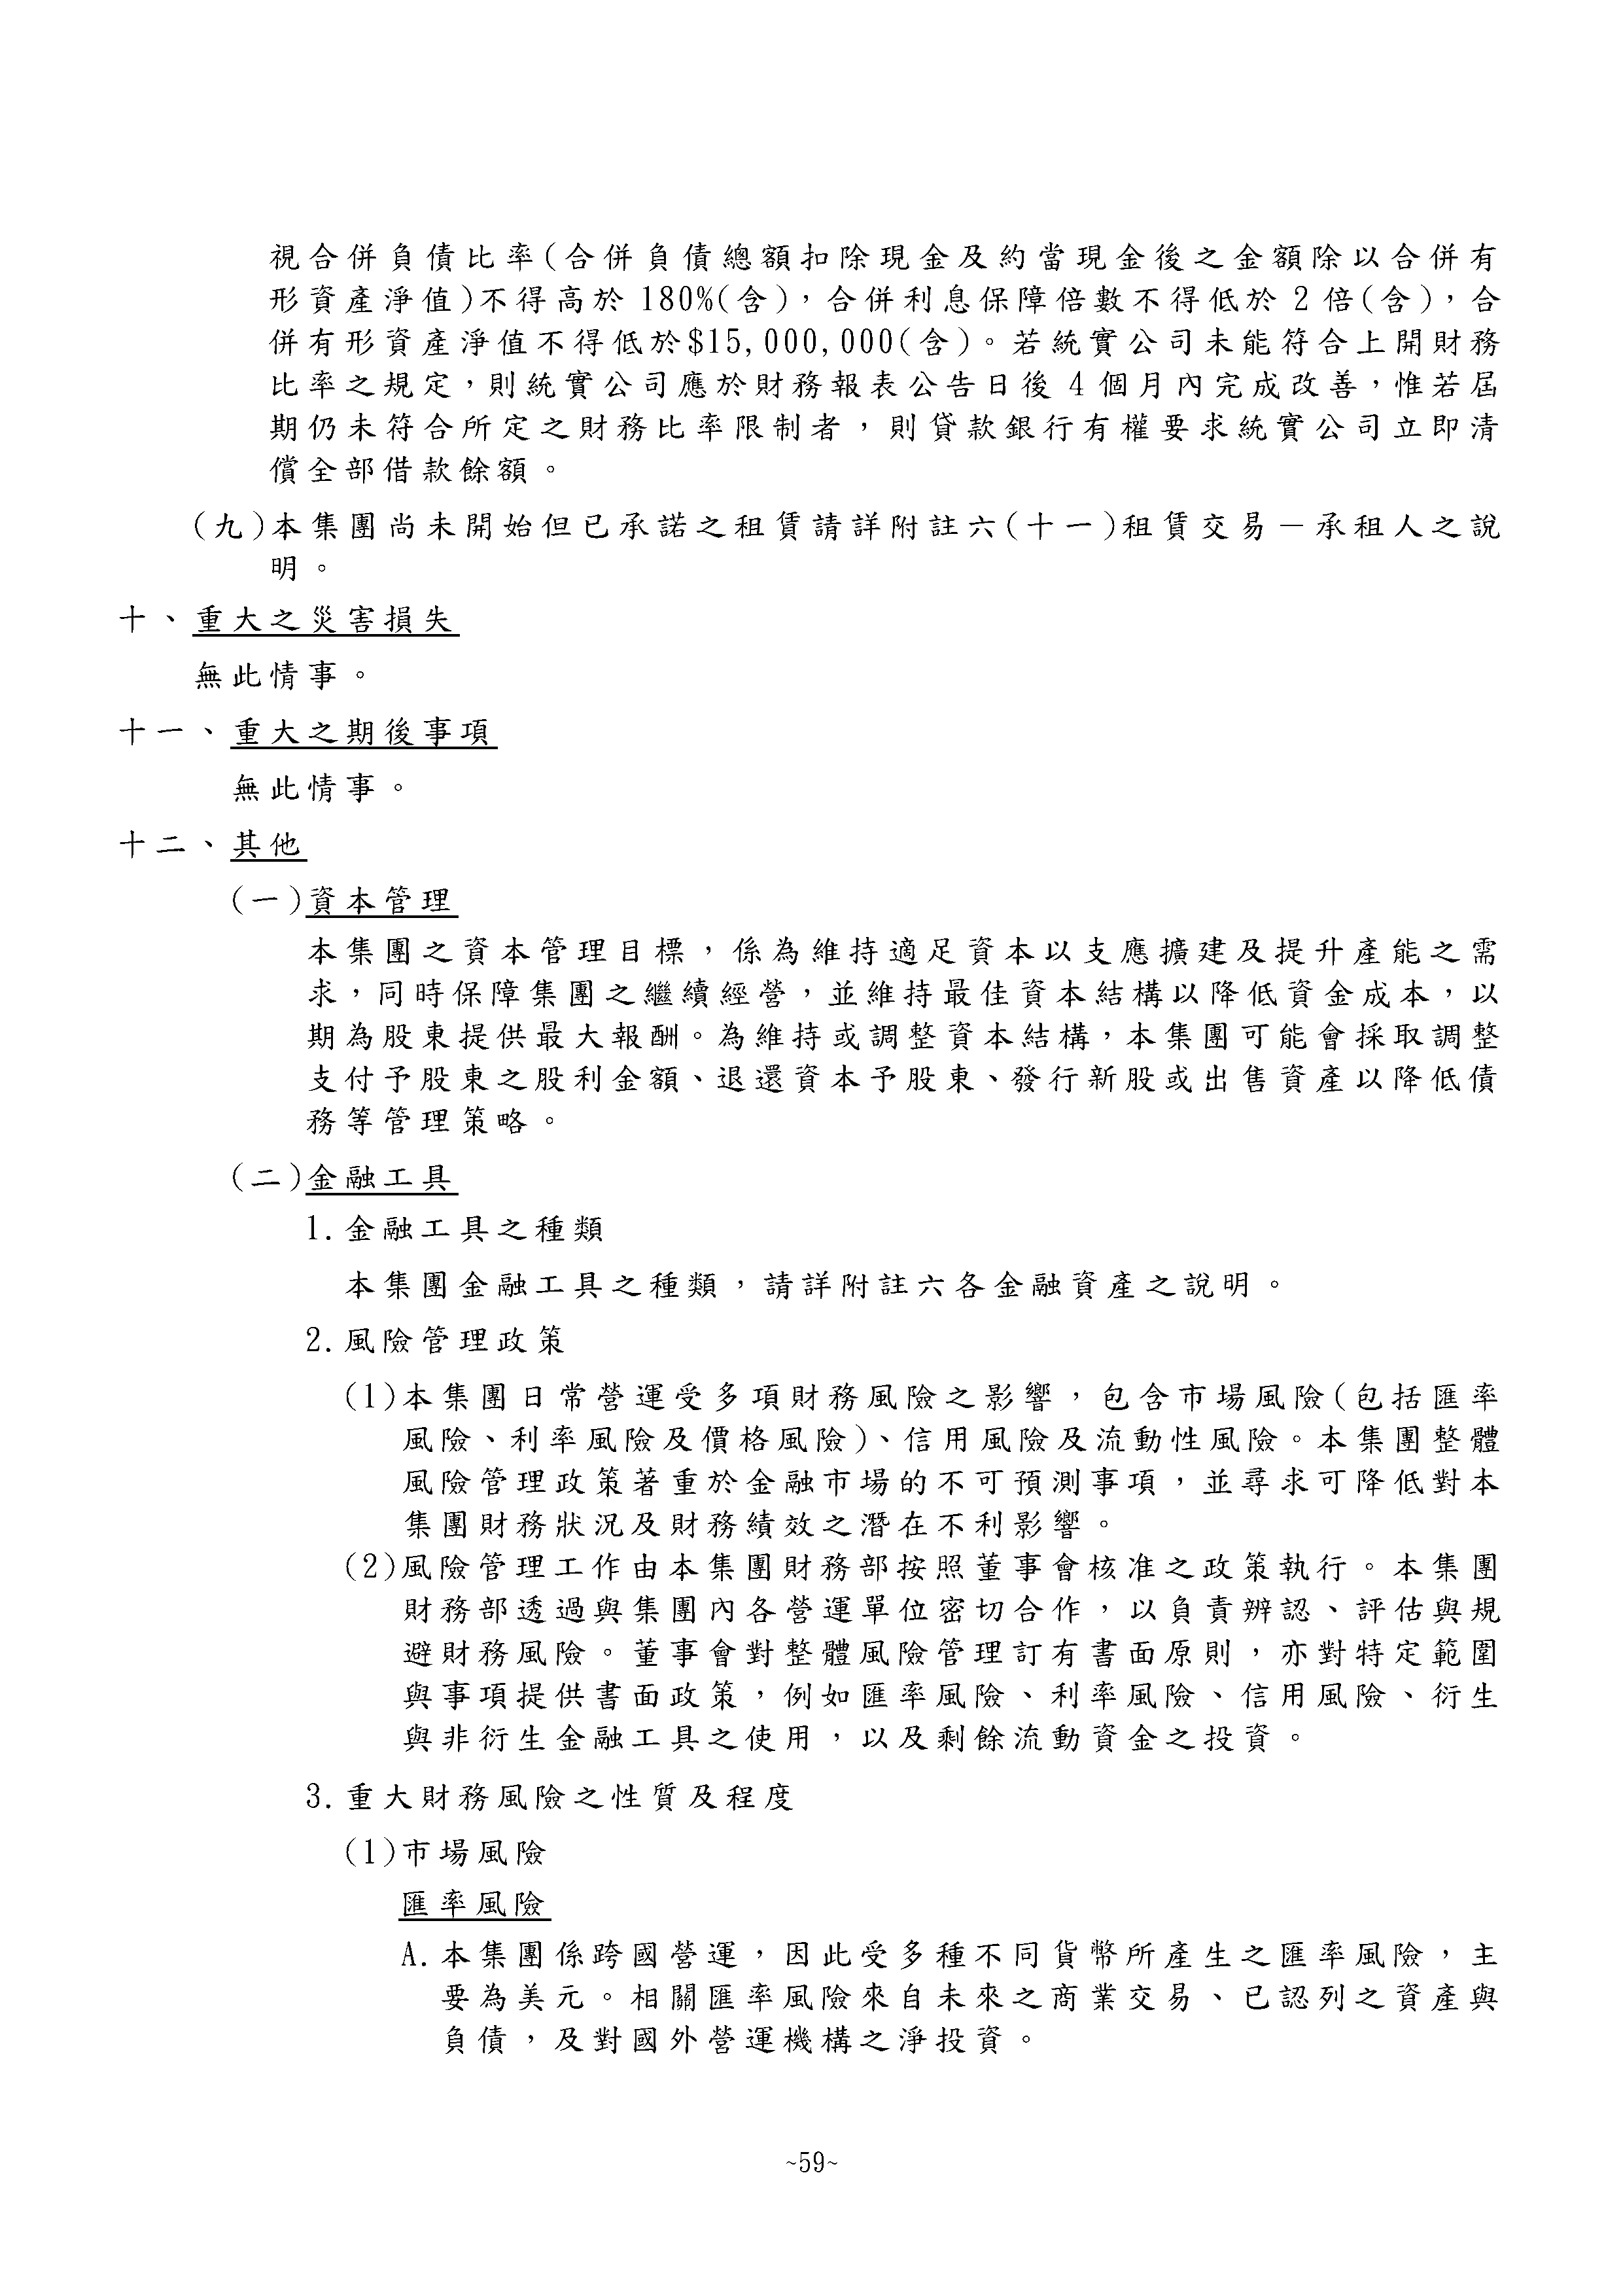 視合併負債比率(合併負債總額扣除現金及約當現金後之金額除以合併有
形資產淨值)不得高於 180%(含)，合併利息保障倍數不得低於 2 倍(含)，合
併有形資產淨值不得低於$15,000,000(含)。若統實公司未能符合上開財務
比率之規定，則統實公司應於財務報表公告日後 4 個月內完成改善，惟若屆
期仍未符合所定之財務比率限制者，則貸款銀行有權要求統實公司立即清
償全部借款餘額。
(九)本集團尚未開始但已承諾之租賃請詳附註六(十一)租賃交易－承租人之說
明。
十、重大之災害損失
無此情事。
十一、重大之期後事項
無此情事。
十二、其他
(一)資本管理
本集團之資本管理目標，係為維持適足資本以支應擴建及提升產能之需
求，同時保障集團之繼續經營，並維持最佳資本結構以降低資金成本，以
期為股東提供最大報酬。為維持或調整資本結構，本集團可能會採取調整
支付予股東之股利金額、退還資本予股東、發行新股或出售資產以降低債
務等管理策略。
(二)金融工具
1.金融工具之種類
本集團金融工具之種類，請詳附註六各金融資產之說明。
2.風險管理政策
(1)本集團日常營運受多項財務風險之影響，包含市場風險(包括匯率
風險、利率風險及價格風險)、信用風險及流動性風險。本集團整體
風險管理政策著重於金融市場的不可預測事項，並尋求可降低對本
集團財務狀況及財務績效之潛在不利影響。
(2)風險管理工作由本集團財務部按照董事會核准之政策執行。本集團
財務部透過與集團內各營運單位密切合作，以負責辨認、評估與規
避財務風險。董事會對整體風險管理訂有書面原則，亦對特定範圍
與事項提供書面政策，例如匯率風險、利率風險、信用風險、衍生
與非衍生金融工具之使用，以及剩餘流動資金之投資。
3.重大財務風險之性質及程度
(1)市場風險
匯率風險
A.本集團係跨國營運，因此受多種不同貨幣所產生之匯率風險，主
要為美元。相關匯率風險來自未來之商業交易、已認列之資產與
負債，及對國外營運機構之淨投資。
~59~